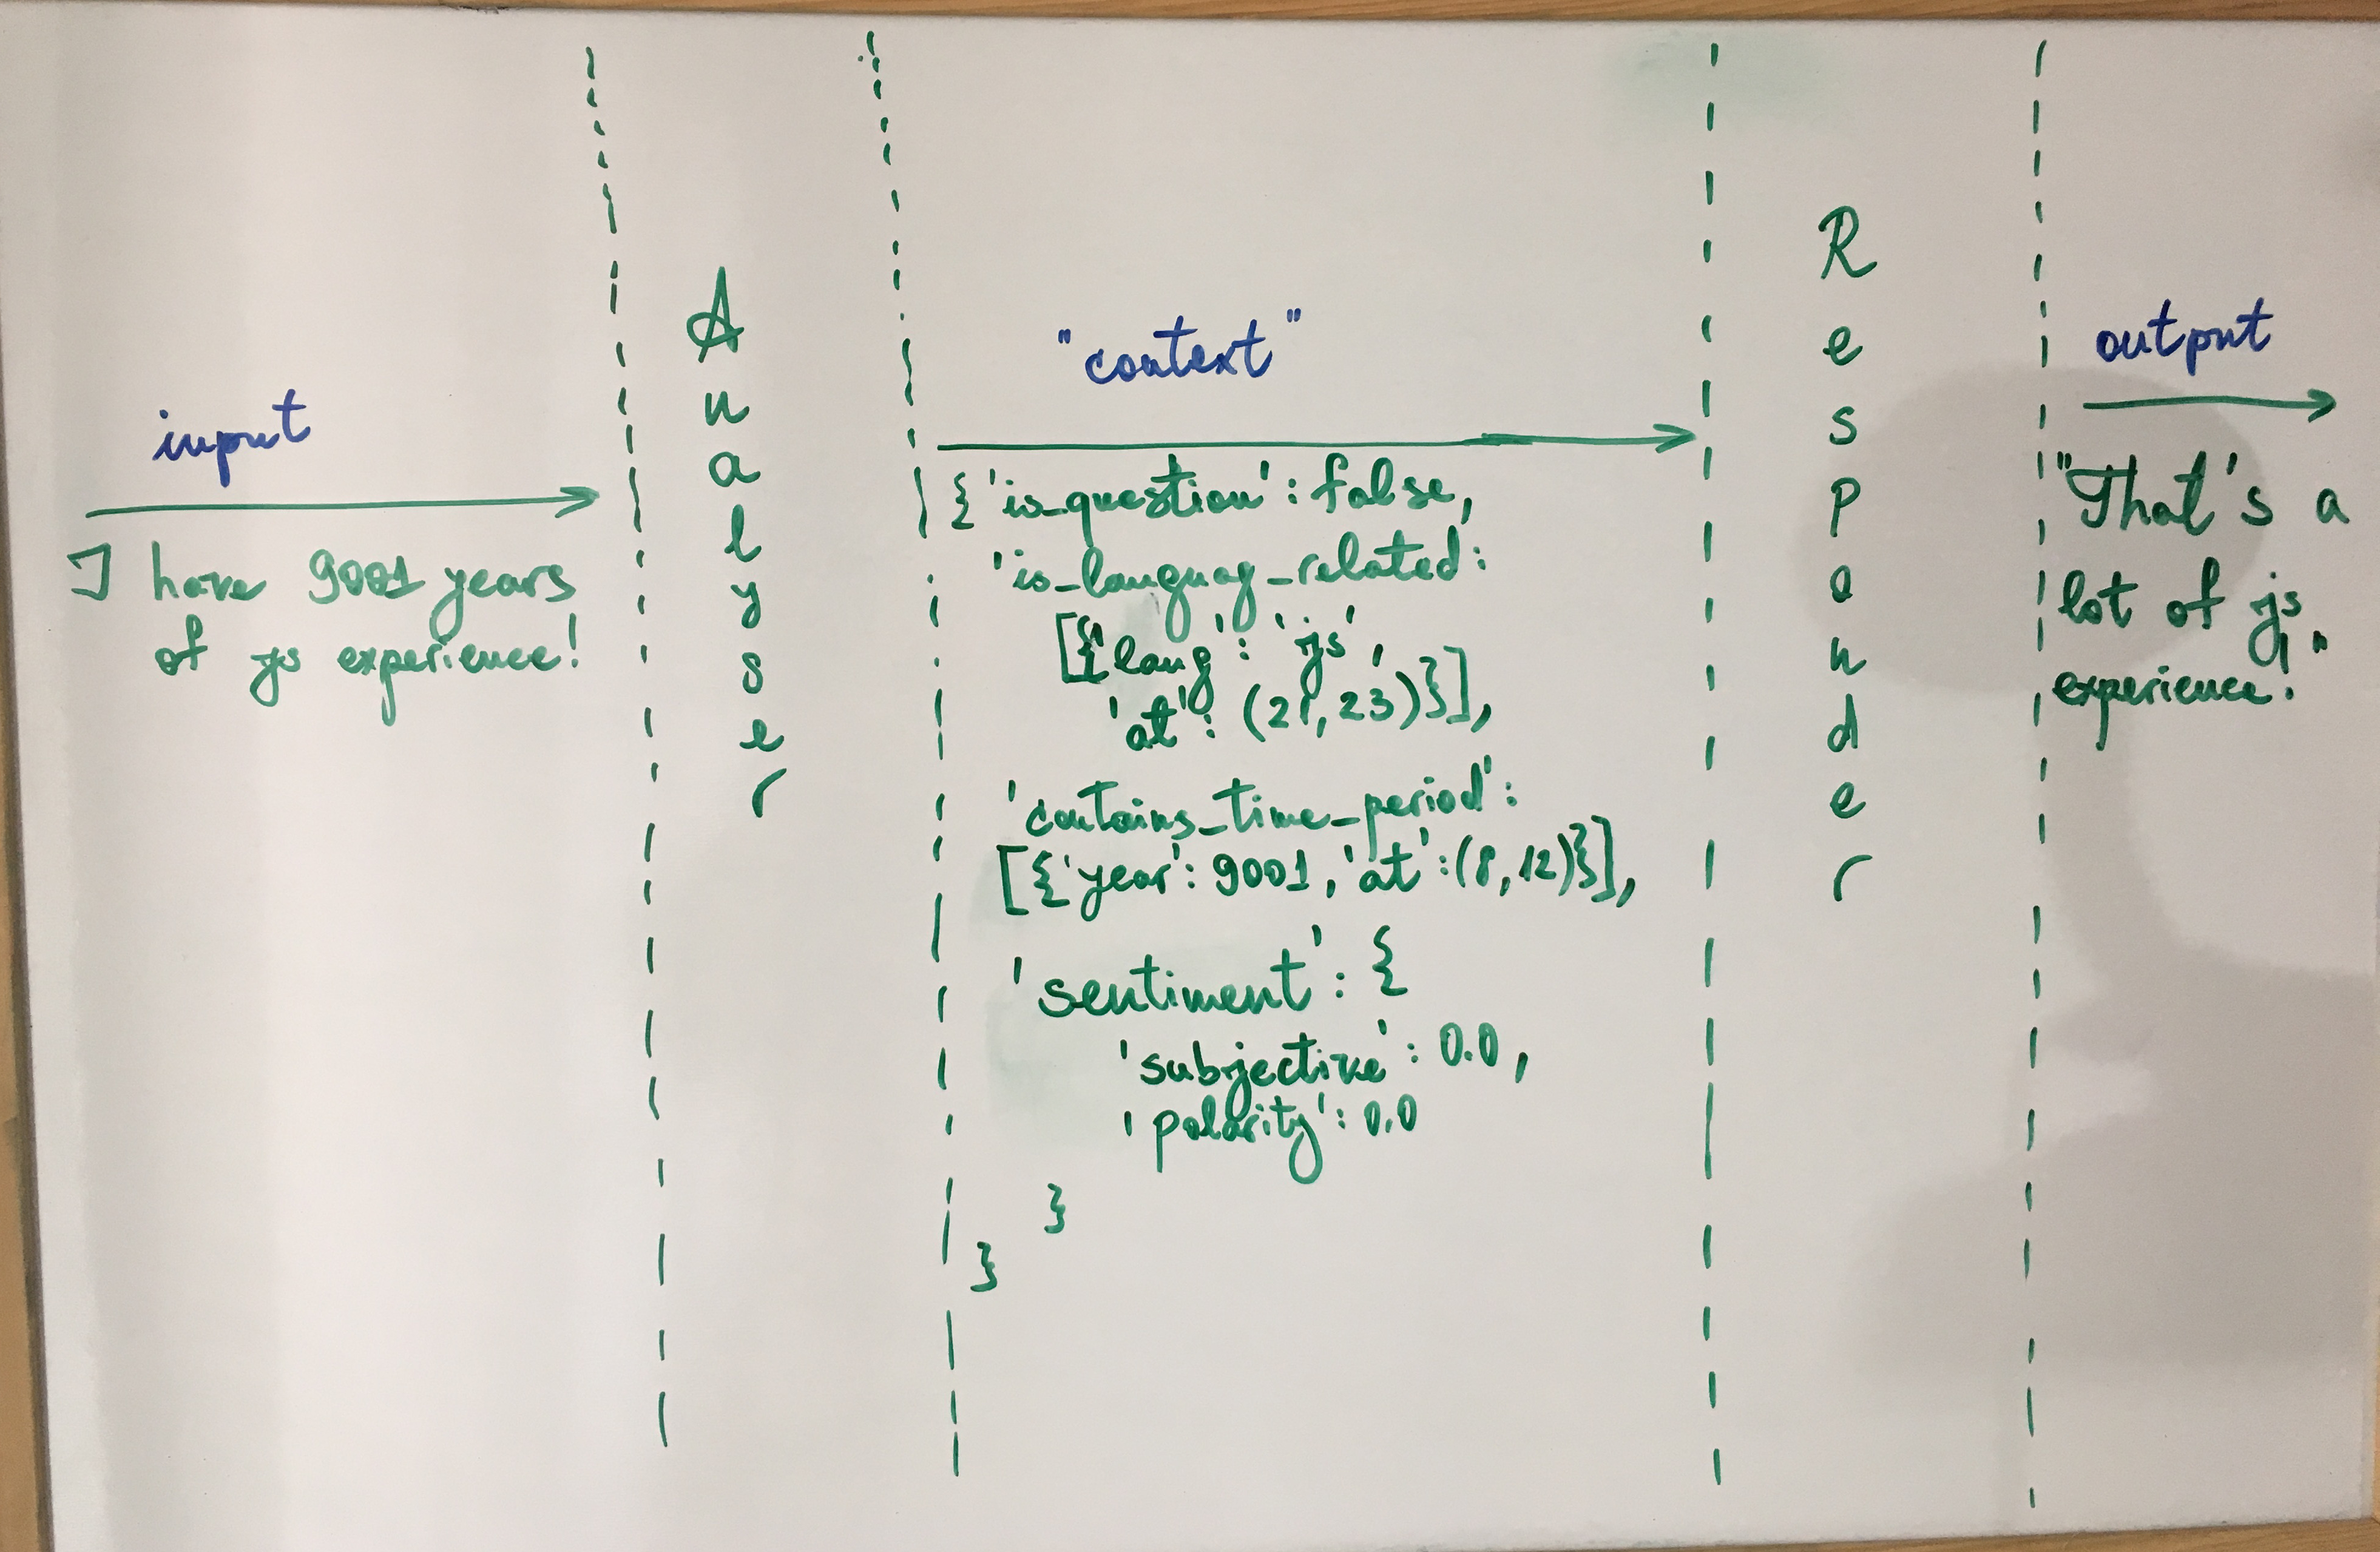 input
I have 9001 years
of js experience!
Analyser
"context"
{'is_question': false,
'is_languag_related:
[{'lang': 'js',
'at': (21,23)}],
'contains_time_period':
[{'year': 9001, 'at':(8,12)}],
'sentiment': {
'subjective': 0.0,
'polarity': 0.0
}
}
Responder
output
"That's a
lot of js
experience!"